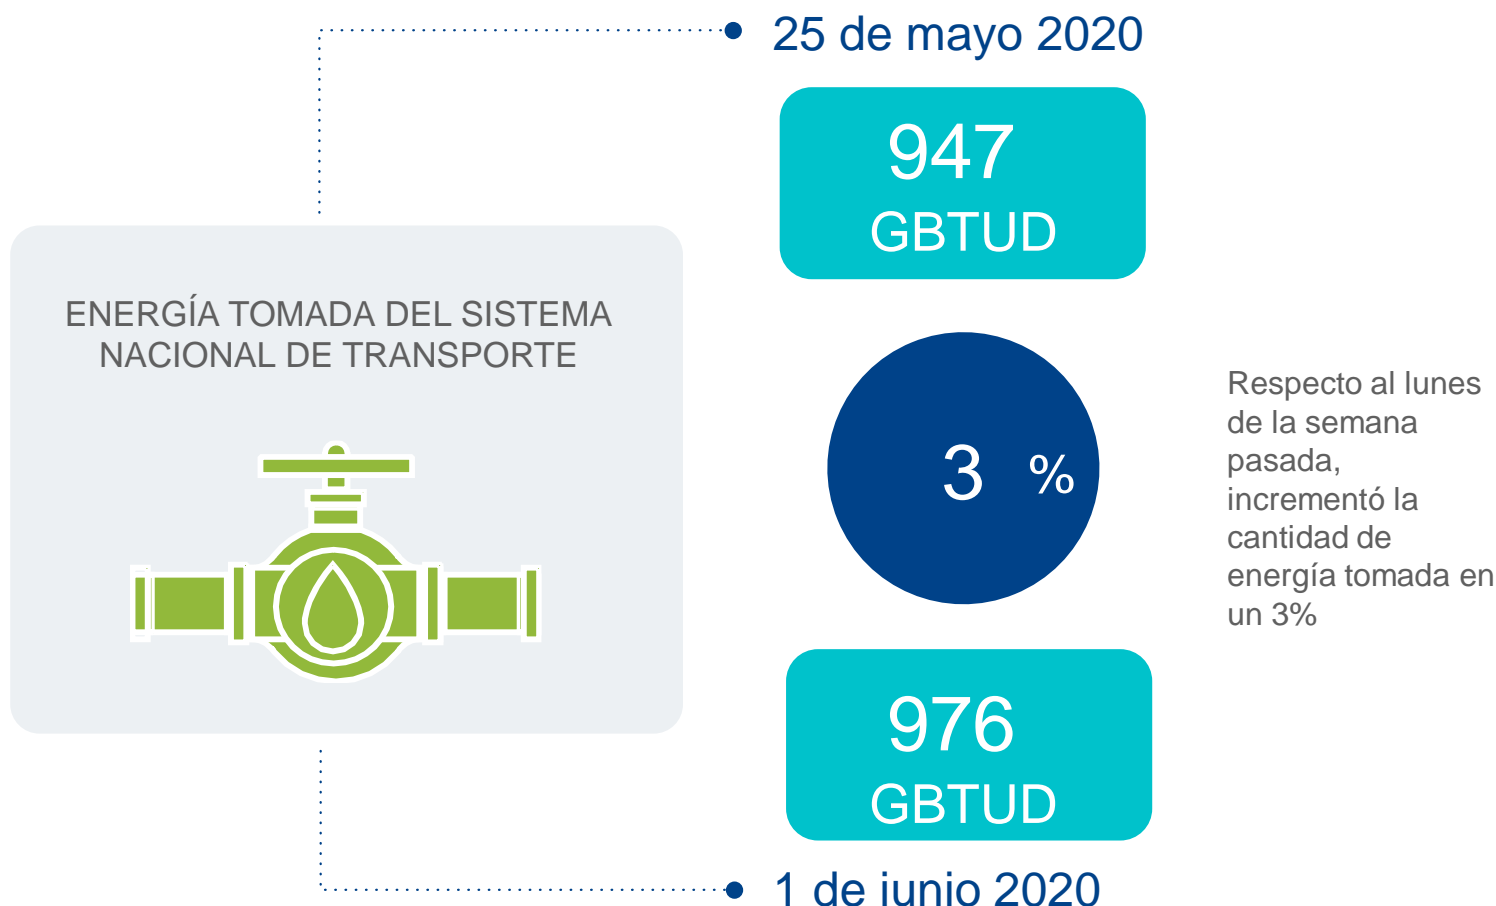 25 de mayo 2020
947
GBTUD
ENERGÍA TOMADA DEL SISTEMA
NACIONAL DE TRANSPORTE
3 %
Respecto al lunes
de la semana
pasada,
incrementó la
cantidad de
energía tomada en
un 3%
976
GBTUD
1 de junio 2020